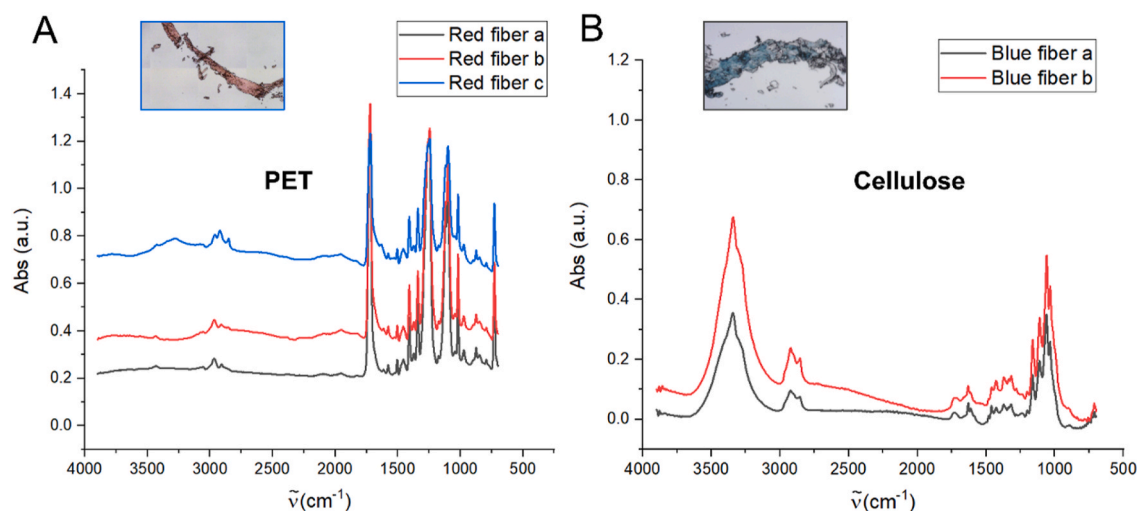 A
Red fiber a
Red fiber b
Red fiber c
PET
Abs (a.u.)
1.4
1.2
1.0
0.8
0.6
0.4
0.2
0.0
4000 3500 3000 2500 2000 1500 1000 500
ṽ(cm⁻¹)
B
Blue fiber a
Blue fiber b
Cellulose
Abs (a.u.)
1.2
1.0
0.8
0.6
0.4
0.2
0.0
4000 3500 3000 2500 2000 1500 1000 500
ṽ(cm⁻¹)